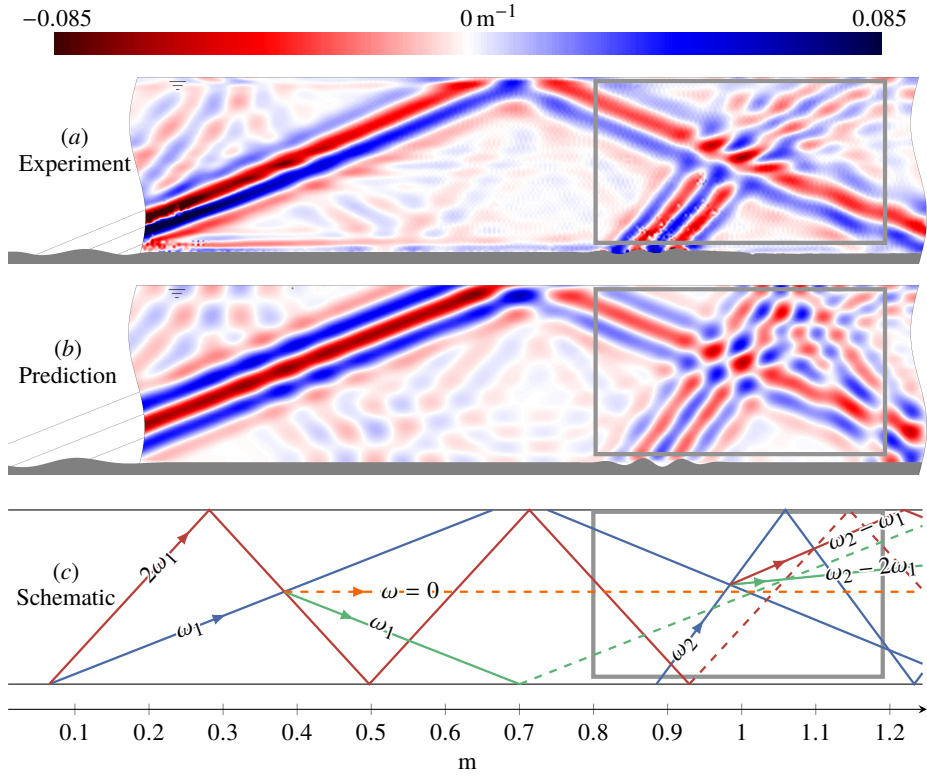 −0.085 0 m⁻¹ 0.085
(a)
Experiment
(b)
Prediction
(c)
Schematic
2ω₁
ω₁
ω = 0
ω₁
ω₂
ω₂ − ω₁
ω₂ − 2ω₁
0.1 0.2 0.3 0.4 0.5 0.6 0.7 0.8 0.9 1 1.1 1.2
m